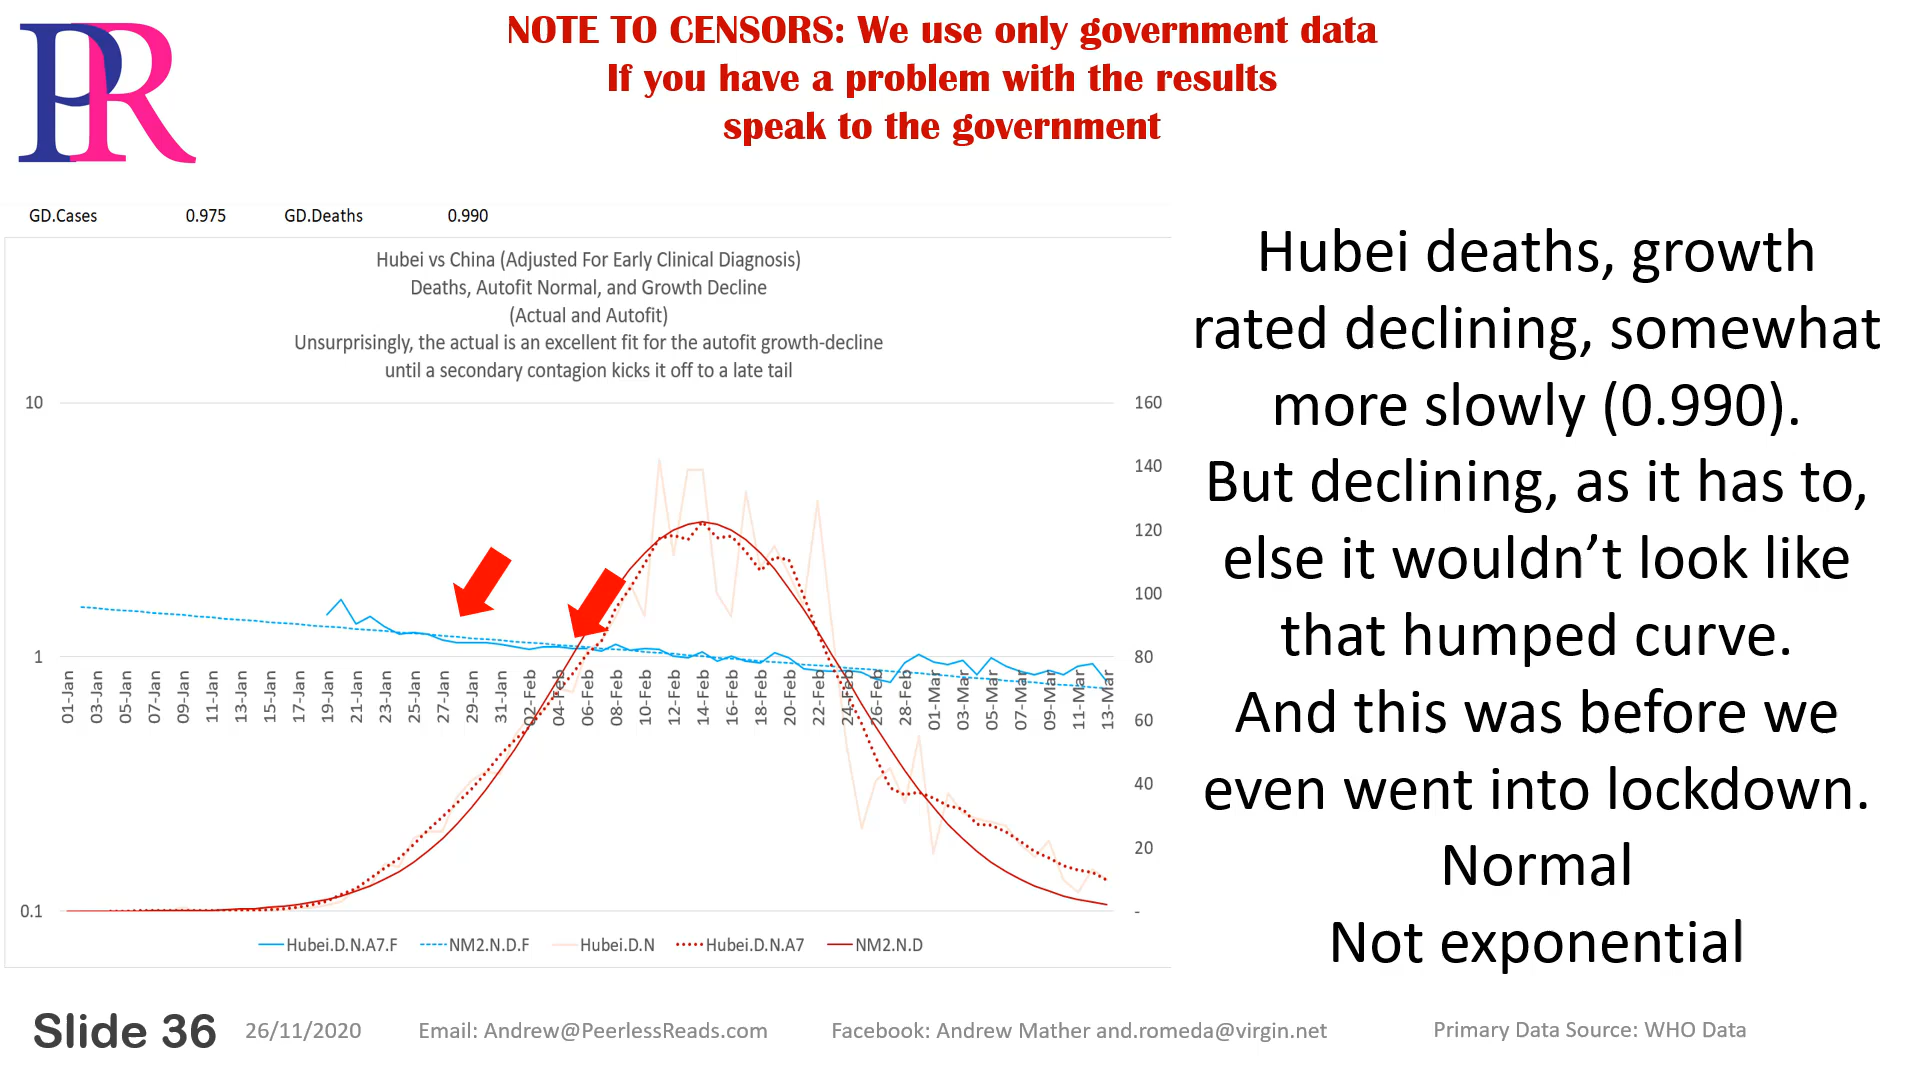 PR
NOTE TO CENSORS: We use only government data
If you have a problem with the results
speak to the government
GD.Cases 0.975 GD.Deaths 0.990
Hubei vs China (Adjusted For Early Clinical Diagnosis)
Deaths, Autofit Normal, and Growth Decline
(Actual and Autofit)
Unsurprisingly, the actual is an excellent fit for the autofit growth-decline
until a secondary contagion kicks it off to a late tail
10
1
0.1
160
140
120
100
80
60
40
20
-
01-Jan
03-Jan
05-Jan
07-Jan
09-Jan
11-Jan
13-Jan
15-Jan
17-Jan
19-Jan
21-Jan
23-Jan
25-Jan
27-Jan
29-Jan
31-Jan
02-Feb
04-Feb
06-Feb
08-Feb
10-Feb
12-Feb
14-Feb
16-Feb
18-Feb
20-Feb
22-Feb
24-Feb
26-Feb
28-Feb
01-Mar
03-Mar
05-Mar
07-Mar
09-Mar
11-Mar
13-Mar
Hubei.D.N.A7.F NM2.N.D.F Hubei.D.N Hubei.D.N.A7 NM2.N.D
Hubei deaths, growth
rated declining, somewhat
more slowly (0.990).
But declining, as it has to,
else it wouldn’t look like
that humped curve.
And this was before we
even went into lockdown.
Normal
Not exponential
Slide 36 26/11/2020 Email: Andrew@PeerlessReads.com Facebook: Andrew Mather and.romeda@virgin.net Primary Data Source: WHO Data